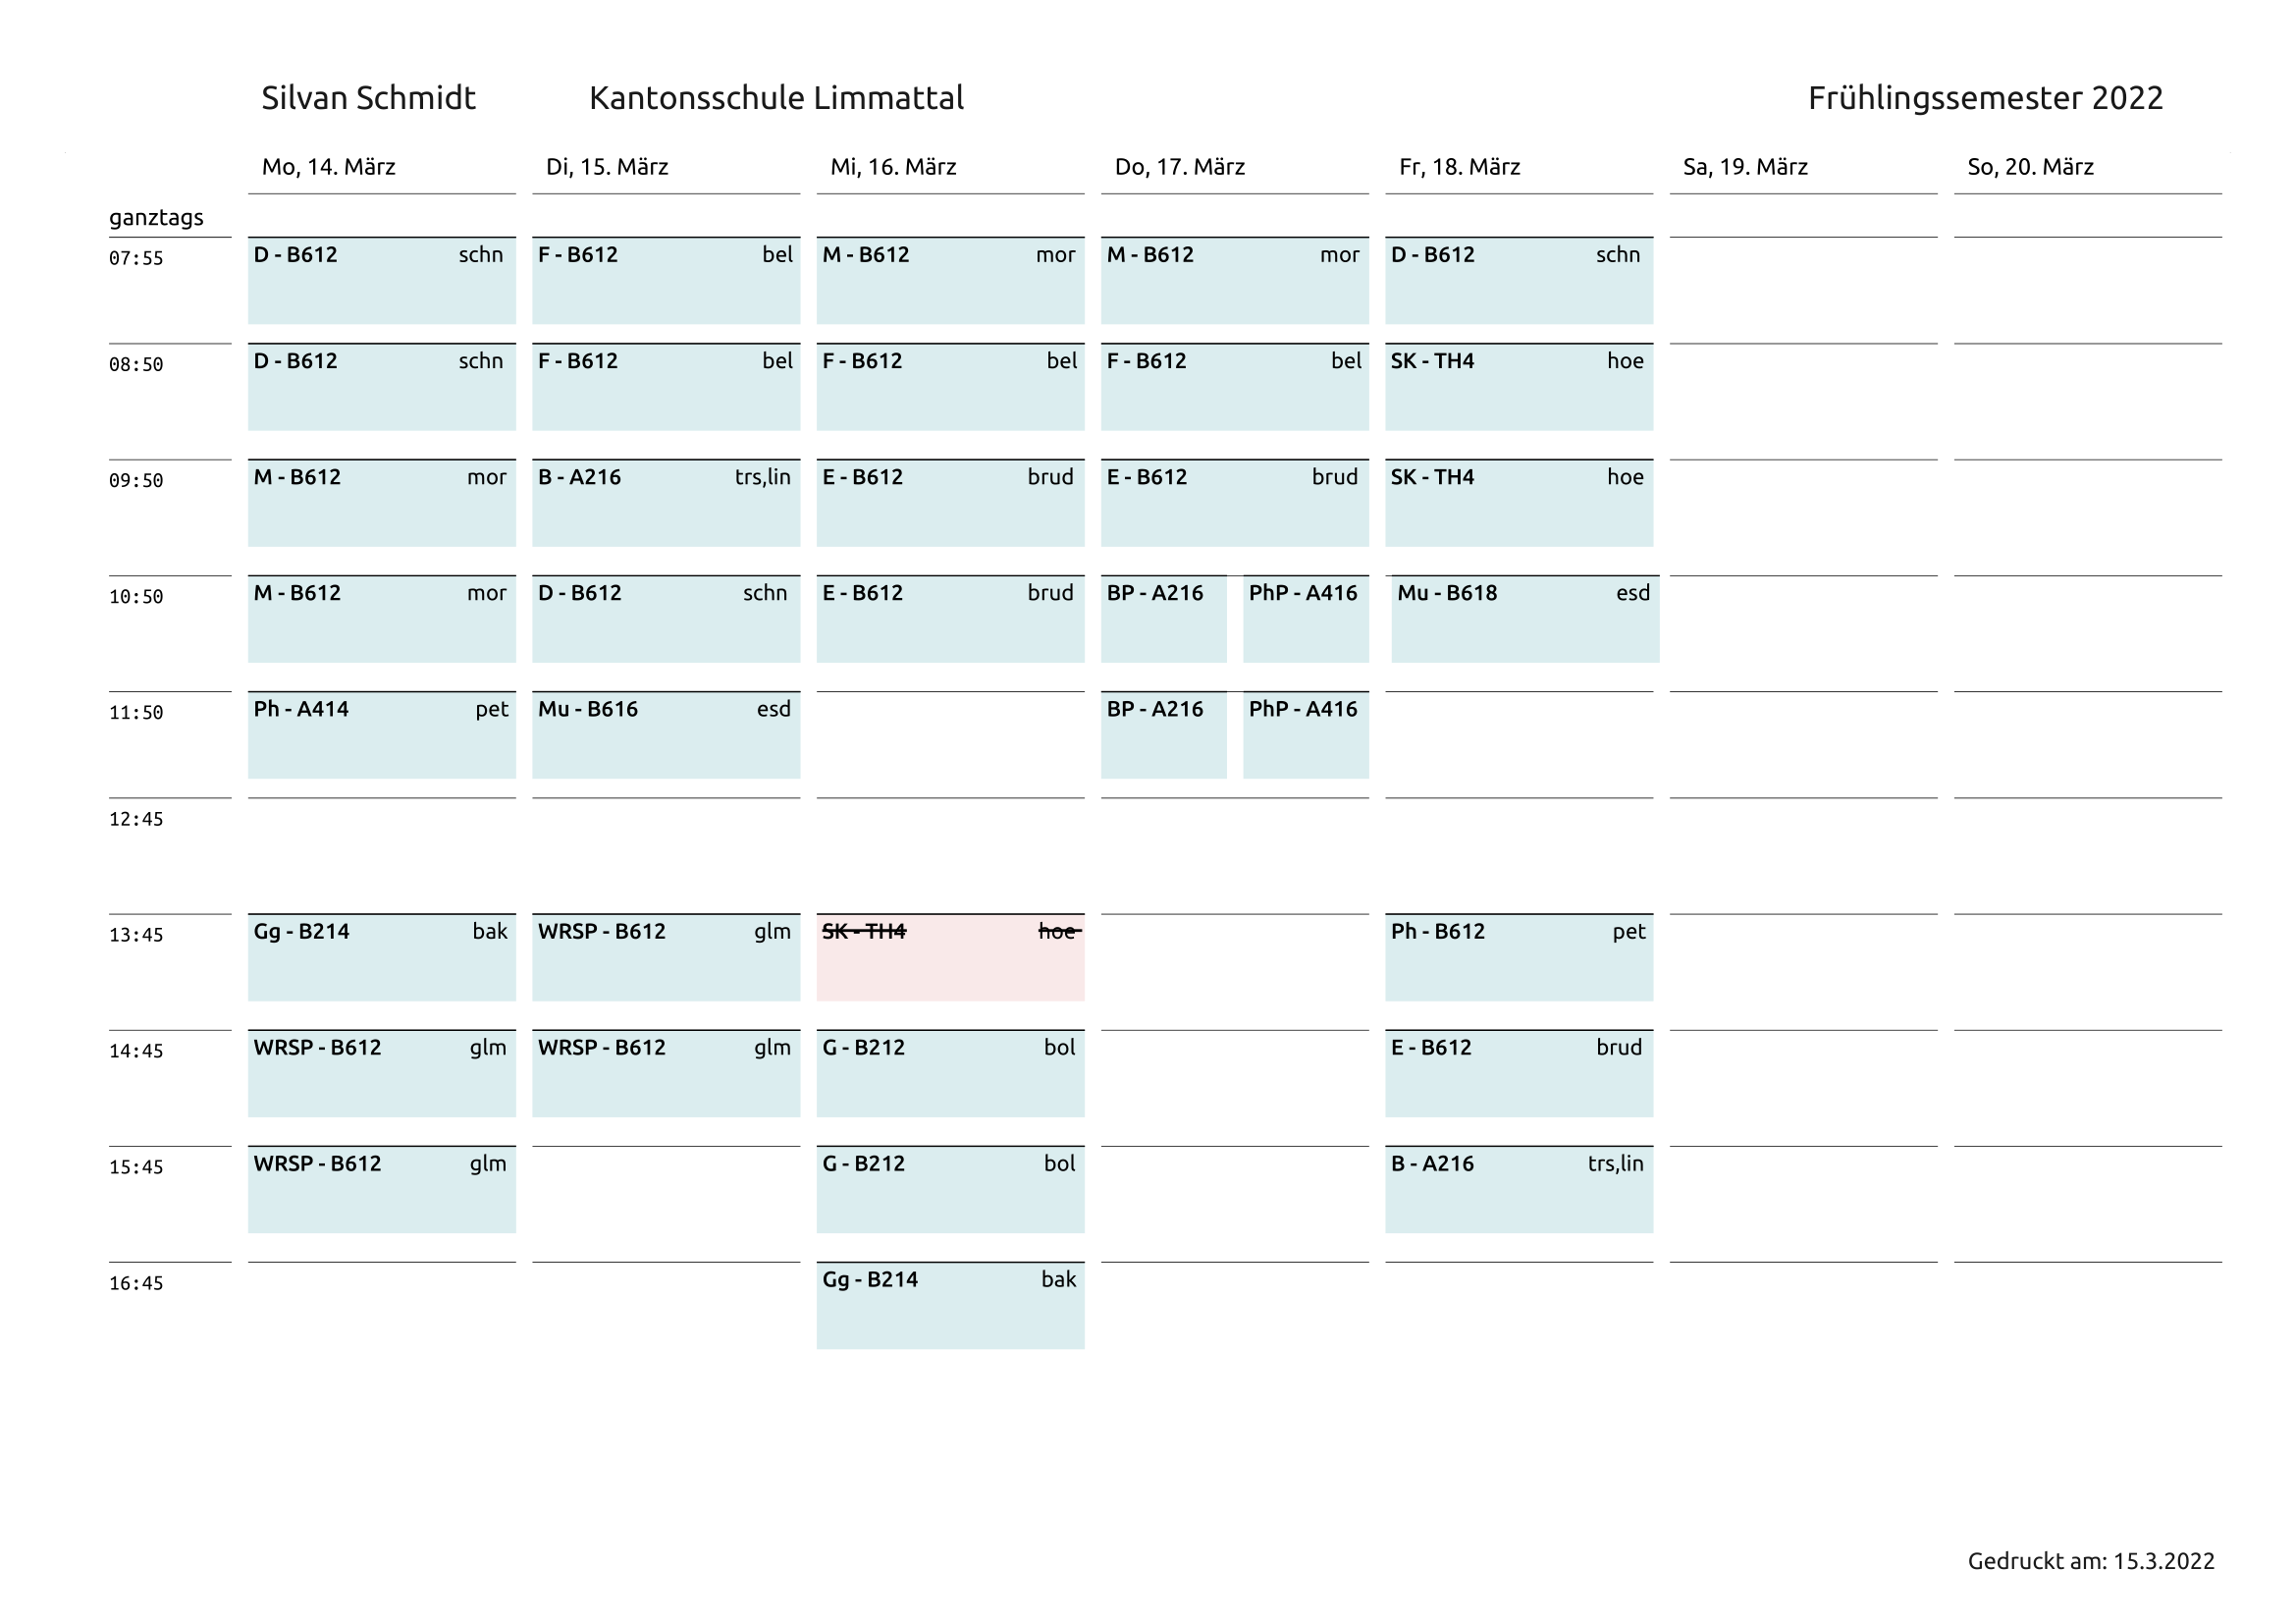 Silvan Schmidt Kantonsschule Limmattal Frühlingssemester 2022
Mo, 14. März Di, 15. März Mi, 16. März Do, 17. März Fr, 18. März Sa, 19. März So, 20. März
ganztags
07:55 D - B612 schn F - B612 bel M - B612 mor M - B612 mor D - B612 schn
08:50 D - B612 schn F - B612 bel F - B612 bel F - B612 bel SK - TH4 hoe
09:50 M - B612 mor B - A216 trs,lin E - B612 brud E - B612 brud SK - TH4 hoe
10:50 M - B612 mor D - B612 schn E - B612 brud BP - A216 PhP - A416 Mu - B618 esd
11:50 Ph - A414 pet Mu - B616 esd BP - A216 PhP - A416
12:45
13:45 Gg - B214 bak WRSP - B612 glm SK - TH4 hoe Ph - B612 pet
14:45 WRSP - B612 glm WRSP - B612 glm G - B212 bol E - B612 brud
15:45 WRSP - B612 glm G - B212 bol B - A216 trs,lin
16:45 Gg - B214 bak
Gedruckt am: 15.3.2022